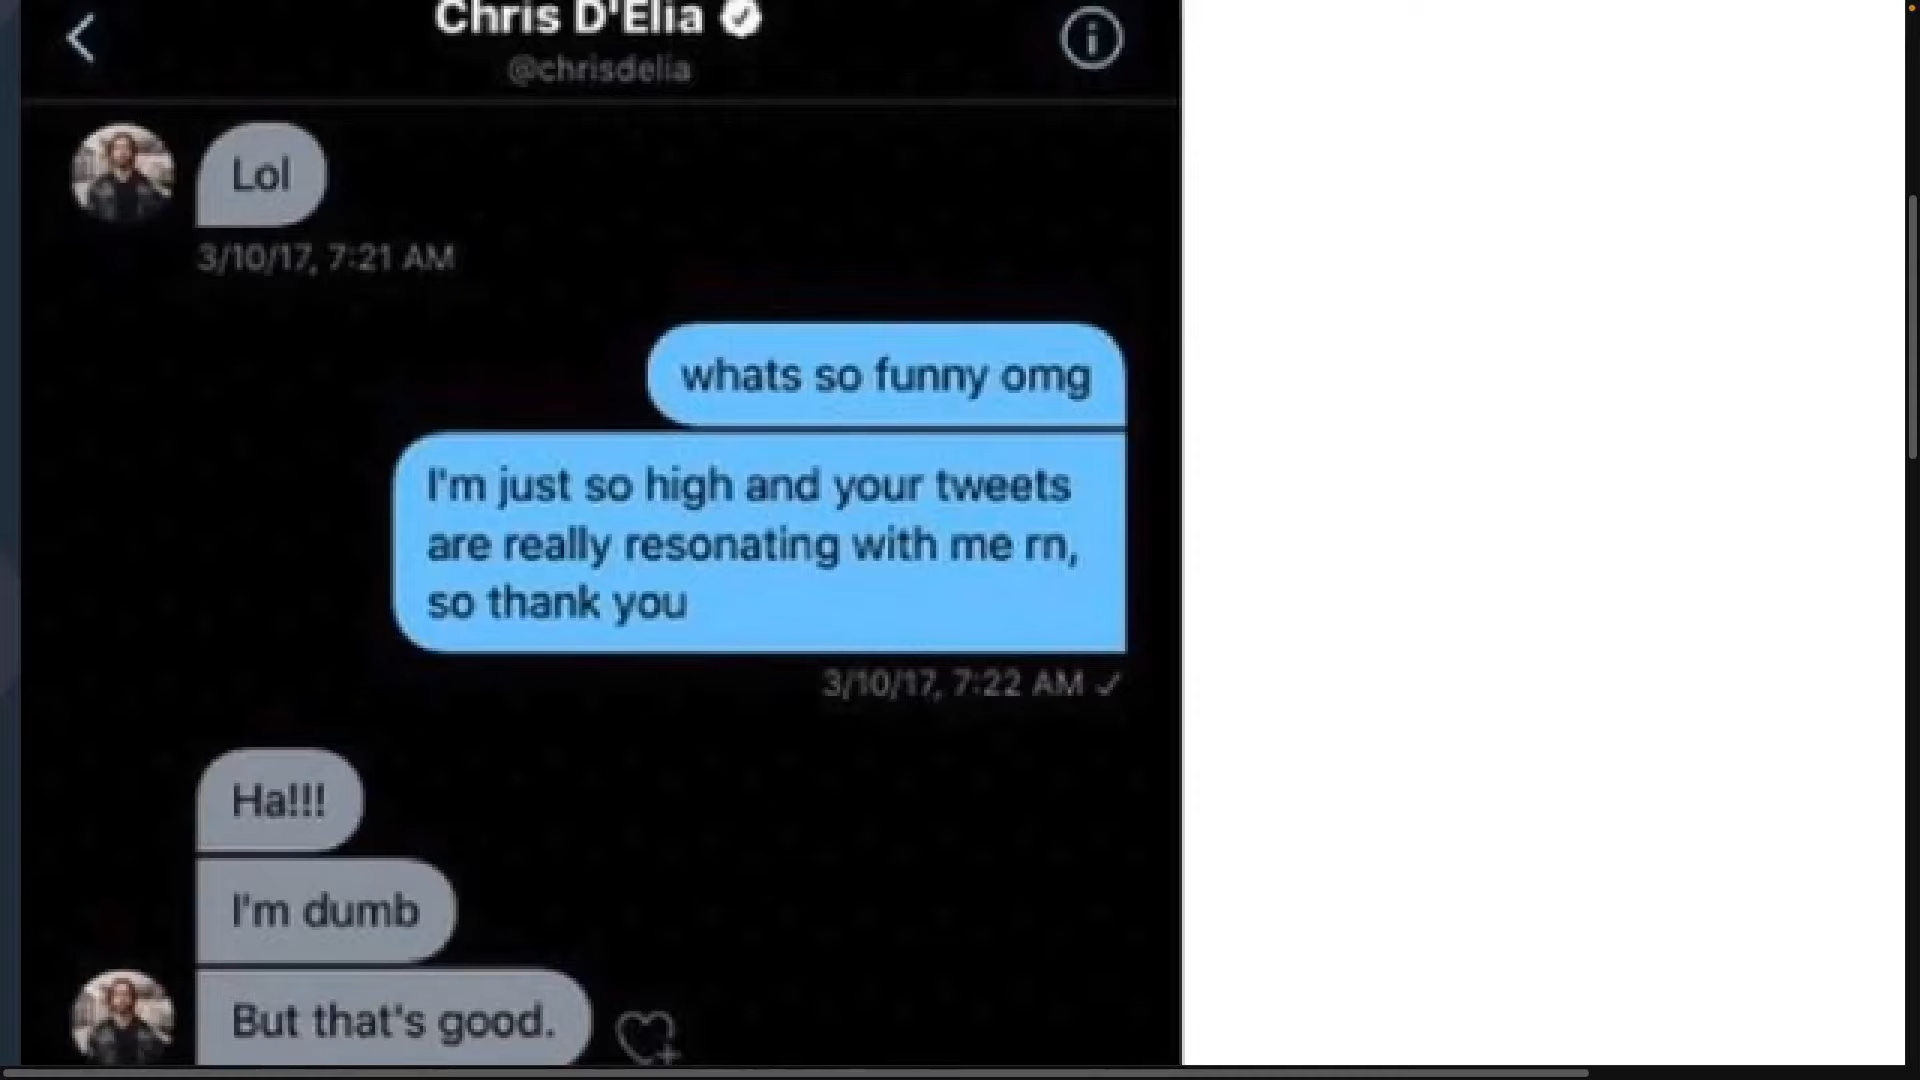 Chris D'Elia
@chrisdelia
Lol
3/10/17, 7:21 AM
whats so funny omg
I'm just so high and your tweets
are really resonating with me rn,
so thank you
3/10/17, 7:22 AM
Ha!!!
I'm dumb
But that's good.